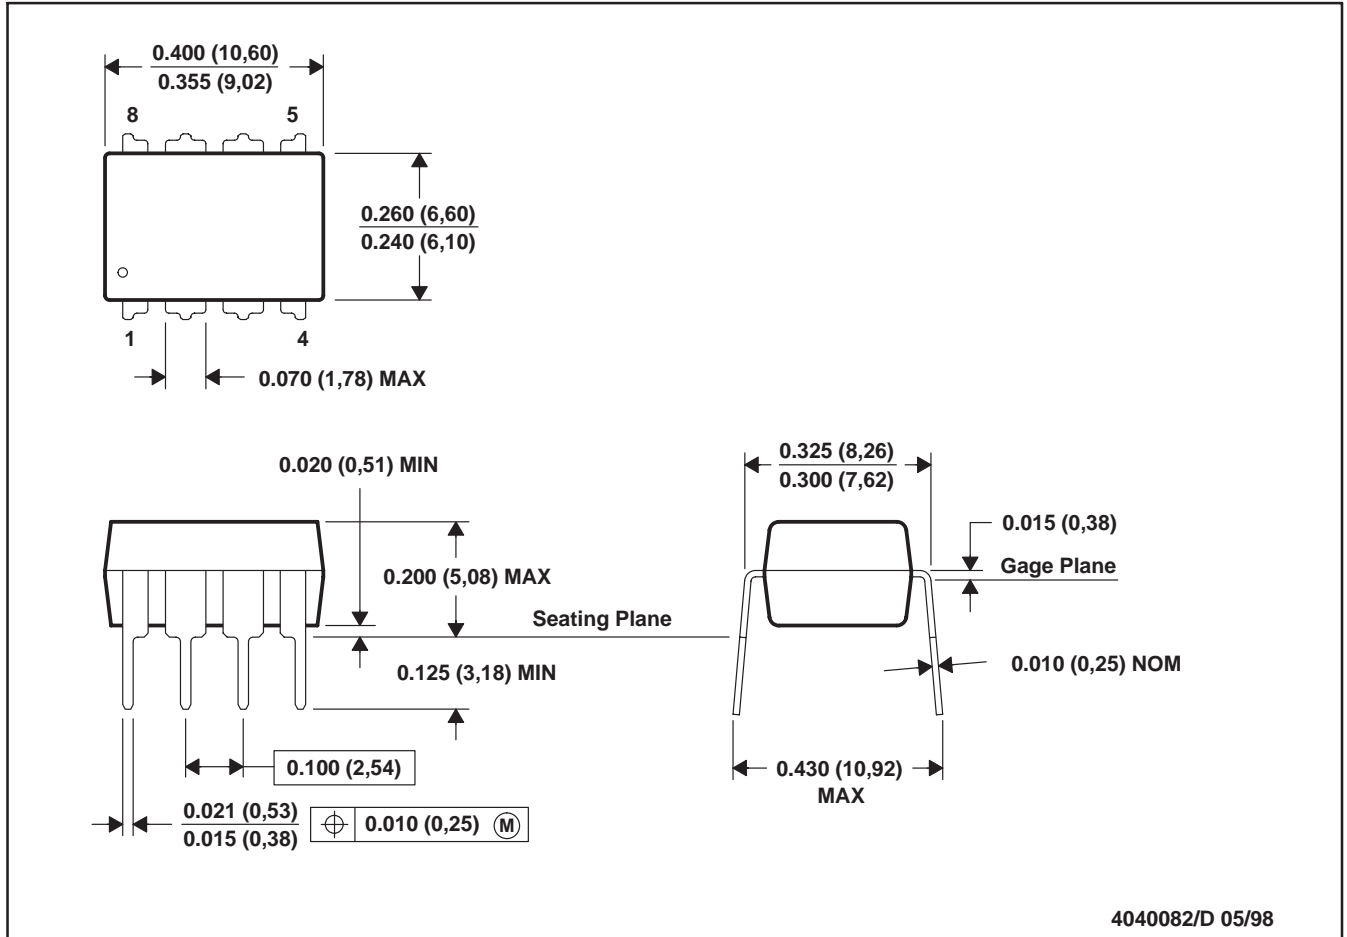 0.400 (10,60)
0.355 (9,02)
8
5
0.260 (6,60)
0.240 (6,10)
1
4
0.070 (1,78) MAX
0.020 (0,51) MIN
0.200 (5,08) MAX
Seating Plane
0.125 (3,18) MIN
0.100 (2,54)
0.021 (0,53)
0.015 (0,38)
0.010 (0,25) M
0.325 (8,26)
0.300 (7,62)
0.015 (0,38)
Gage Plane
0.010 (0,25) NOM
0.430 (10,92)
MAX
4040082/D 05/98